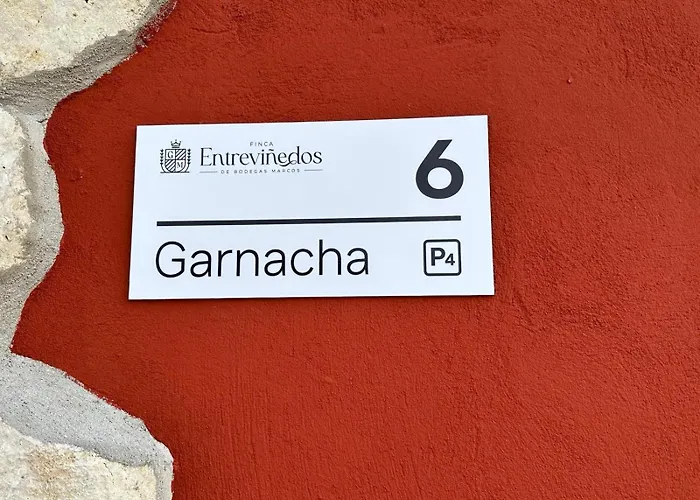 FINCA
Entreviñedos
DE BODEGAS MARCOS
G M
6
Garnacha
P4